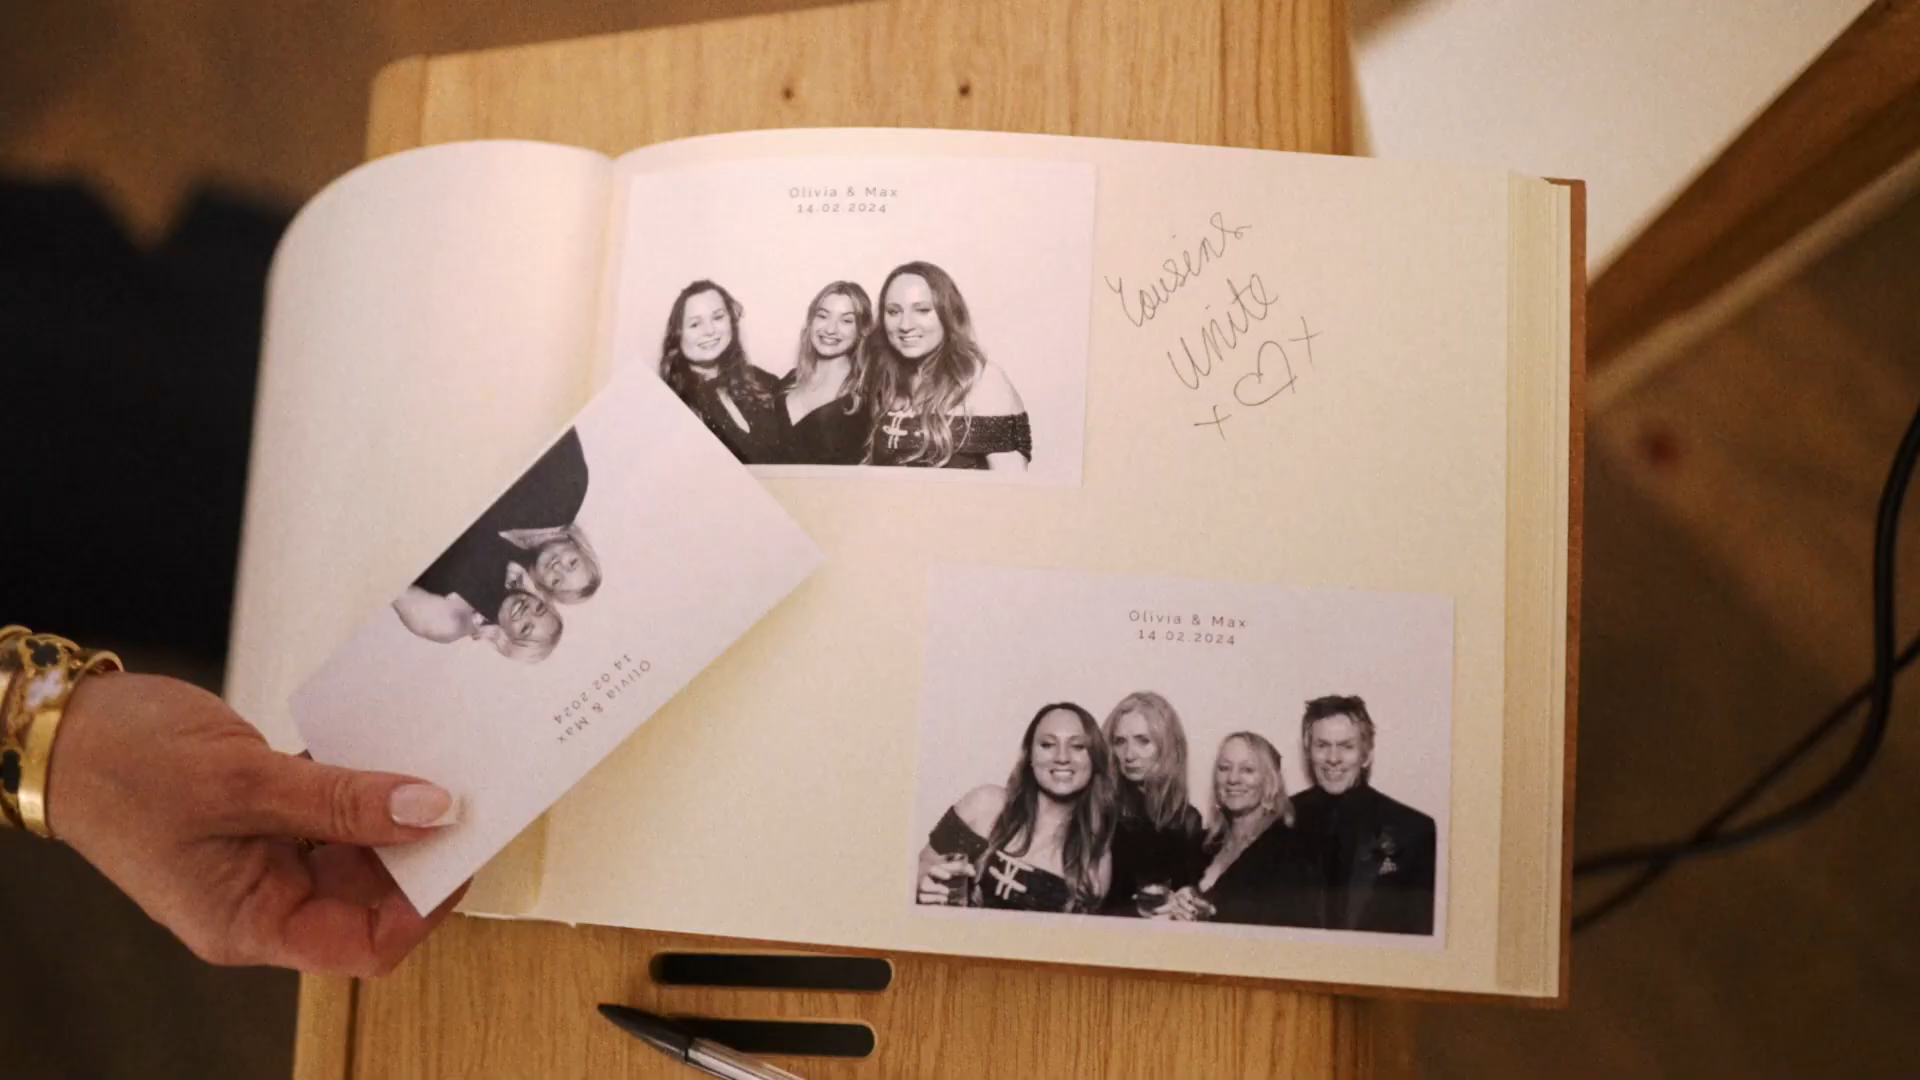 Olivia & Max
14.02.2024
Cousins
Unite
x ♡ x
Olivia & Max
14.02.2024
Olivia & Max
14.02.2024